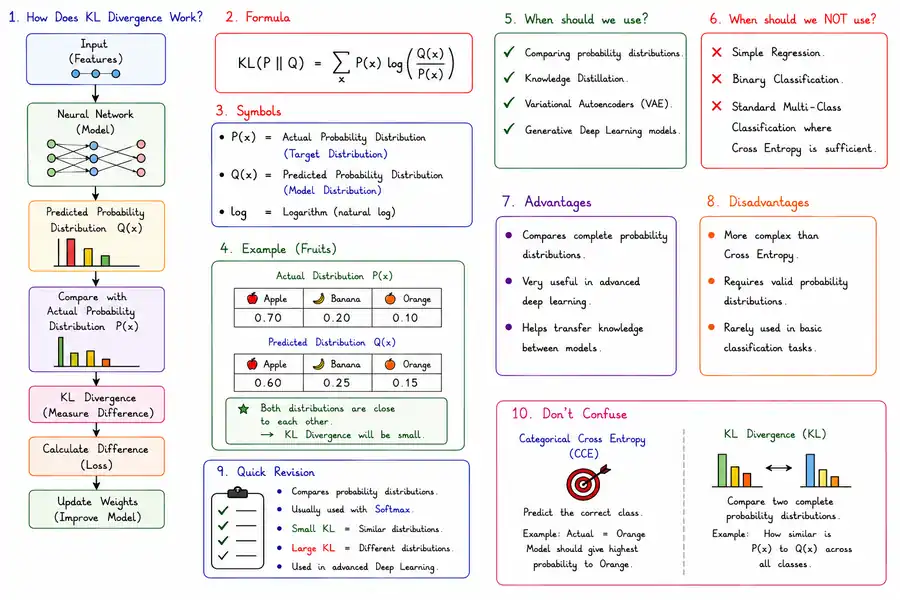 1. How Does KL Divergence Work?
Input
(Features)
Neural Network
(Model)
Predicted Probability
Distribution Q(x)
Compare with
Actual Probability
Distribution P(x)
KL Divergence
(Measure Difference)
Calculate Difference
(Loss)
Update Weights
(Improve Model)
2. Formula
KL(P || Q) = ∑x P(x) log(Q(x)/P(x))
3. Symbols
• P(x) = Actual Probability Distribution
(Target Distribution)
• Q(x) = Predicted Probability Distribution
(Model Distribution)
• log = Logarithm (natural log)
4. Example (Fruits)
Actual Distribution P(x)
Apple Banana Orange
0.70 0.20 0.10
Predicted Distribution Q(x)
Apple Banana Orange
0.60 0.25 0.15
Both distributions are close
to each other.
→ KL Divergence will be small.
9. Quick Revision
• Compares probability distributions.
• Usually used with Softmax.
• Small KL = Similar distributions.
• Large KL = Different distributions.
• Used in advanced Deep Learning.
5. When should we use?
✓ Comparing probability distributions.
✓ Knowledge Distillation.
✓ Variational Autoencoders (VAE).
✓ Generative Deep Learning models.
6. When should we NOT use?
✗ Simple Regression.
✗ Binary Classification.
✗ Standard Multi-Class
Classification where
Cross Entropy is sufficient.
7. Advantages
• Compares complete probability
distributions.
• Very useful in advanced
deep learning.
• Helps transfer knowledge
between models.
8. Disadvantages
• More complex than
Cross Entropy.
• Requires valid probability
distributions.
• Rarely used in basic
classification tasks.
10. Don't Confuse
Categorical Cross Entropy
(CCE)
Predict the correct class.
Example: Actual = Orange
Model should give highest
probability to Orange.
KL Divergence (KL)
Compare two complete
probability distributions.
Example: How similar is
P(x) to Q(x) across
all classes.